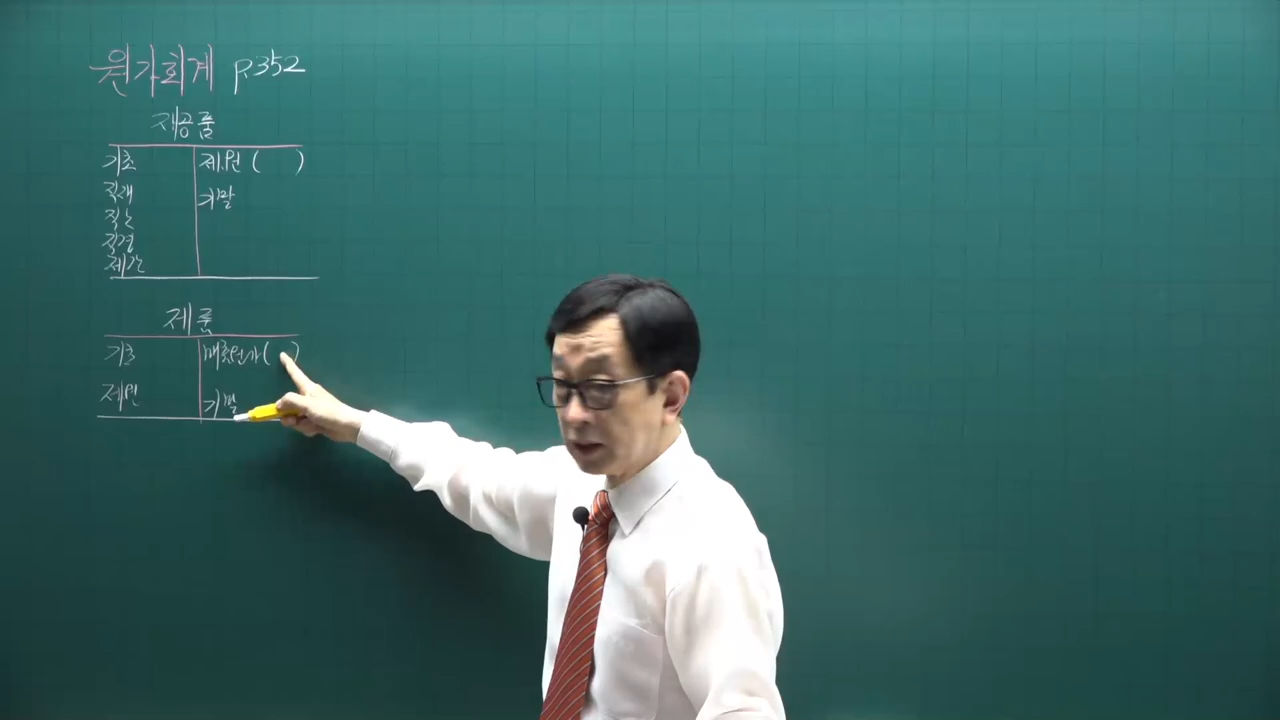 원가회계 P.352
재공품
기초 제.원 ( )
직재 기말
직노
직경
제간
제품
기초 매출원가 ( )
제원 기말